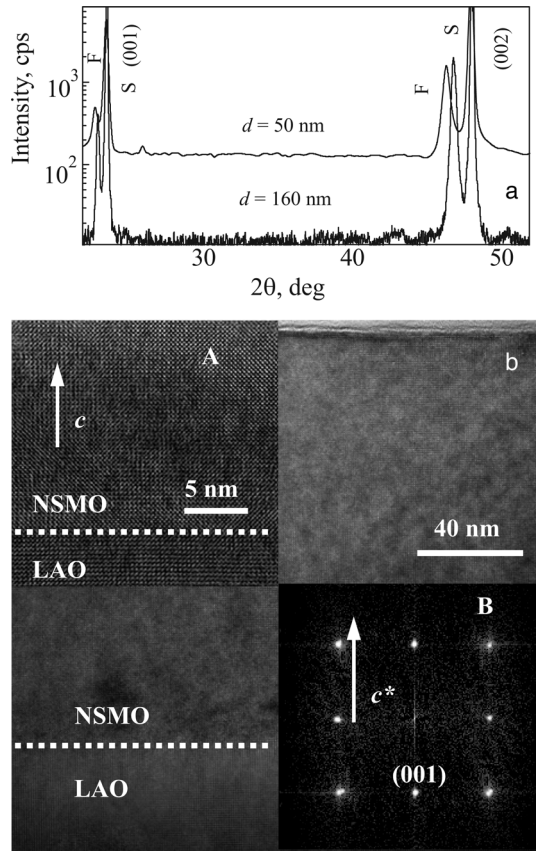 Intensity, cps
10³
10²
F
S
(001)
F
S
(002)
d = 50 nm
d = 160 nm
a
30
40
50
2θ, deg
A
c
5 nm
NSMO
LAO
b
40 nm
NSMO
LAO
B
c*
(001)